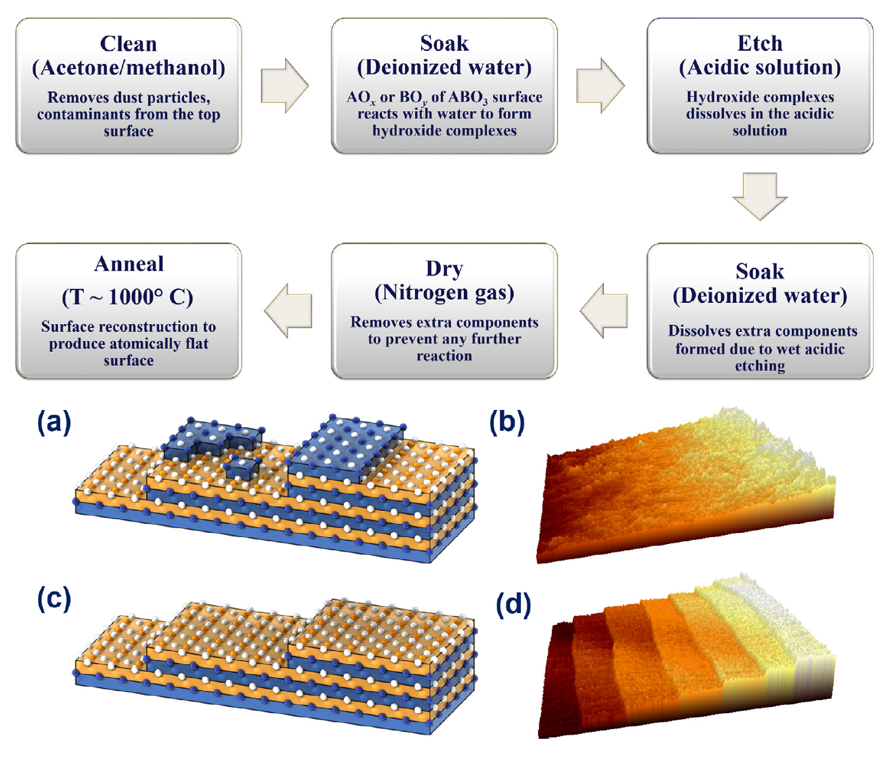 Clean
(Acetone/methanol)
Removes dust particles,
contaminants from the top
surface
Soak
(Deionized water)
AOₓ or BOᵧ of ABO₃ surface
reacts with water to form
hydroxide complexes
Etch
(Acidic solution)
Hydroxide complexes
dissolves in the acidic
solution
Soak
(Deionized water)
Dissolves extra components
formed due to wet acidic
etching
Dry
(Nitrogen gas)
Removes extra components
to prevent any further
reaction
Anneal
(T ~ 1000° C)
Surface reconstruction to
produce atomically flat
surface
(a)
(b)
(c)
(d)